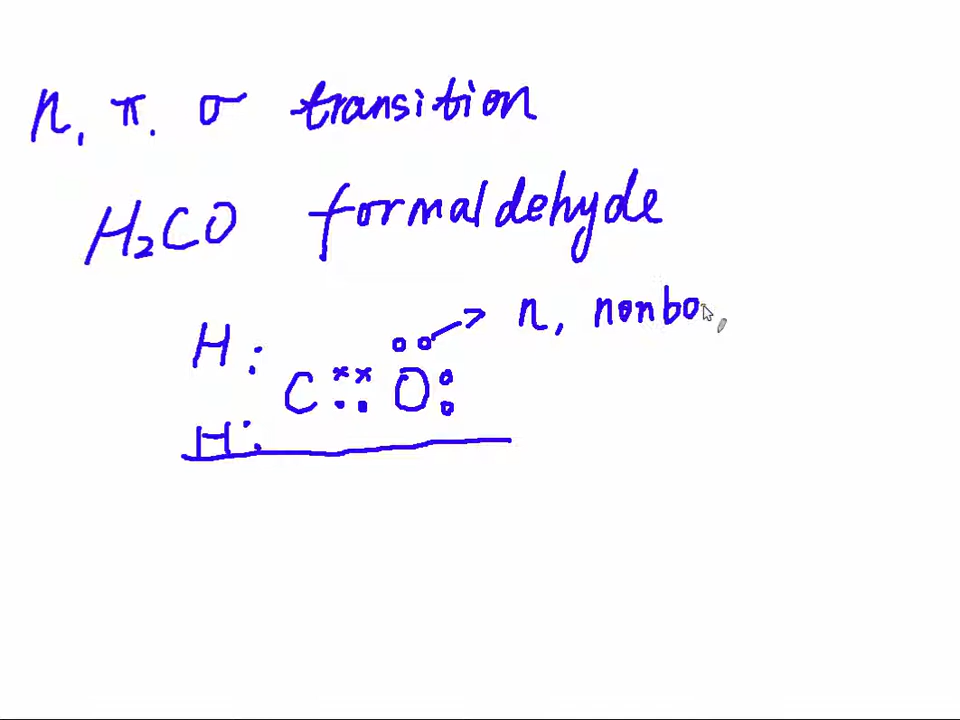 n, π. σ transition
H₂CO formaldehyde
n, nonbo
H:
C :: O:
H: